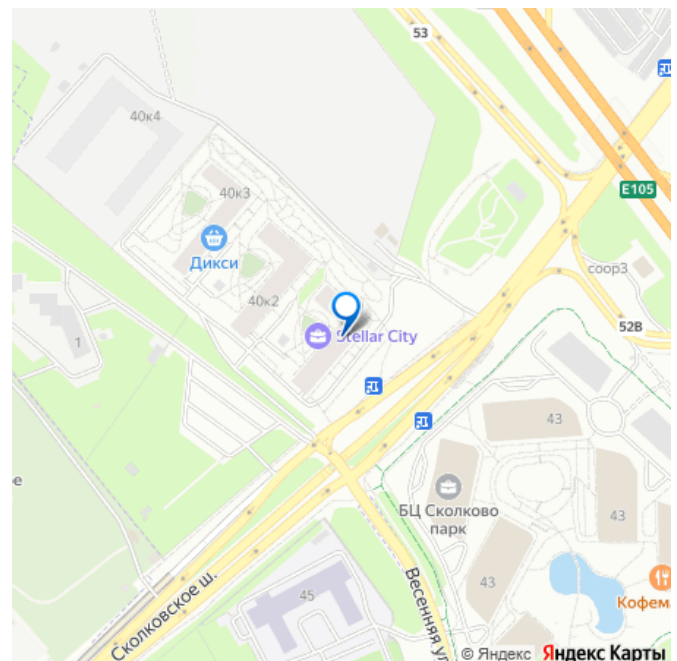 53
40к4
E105
40к3
Дикси
соор3
40к2
52В
Stellar City
1
43
е
БЦ Сколково
парк
43
43
Кофема
45
Сколковское ш.
Весенняя ул
© Яндекс Яндекс Карты